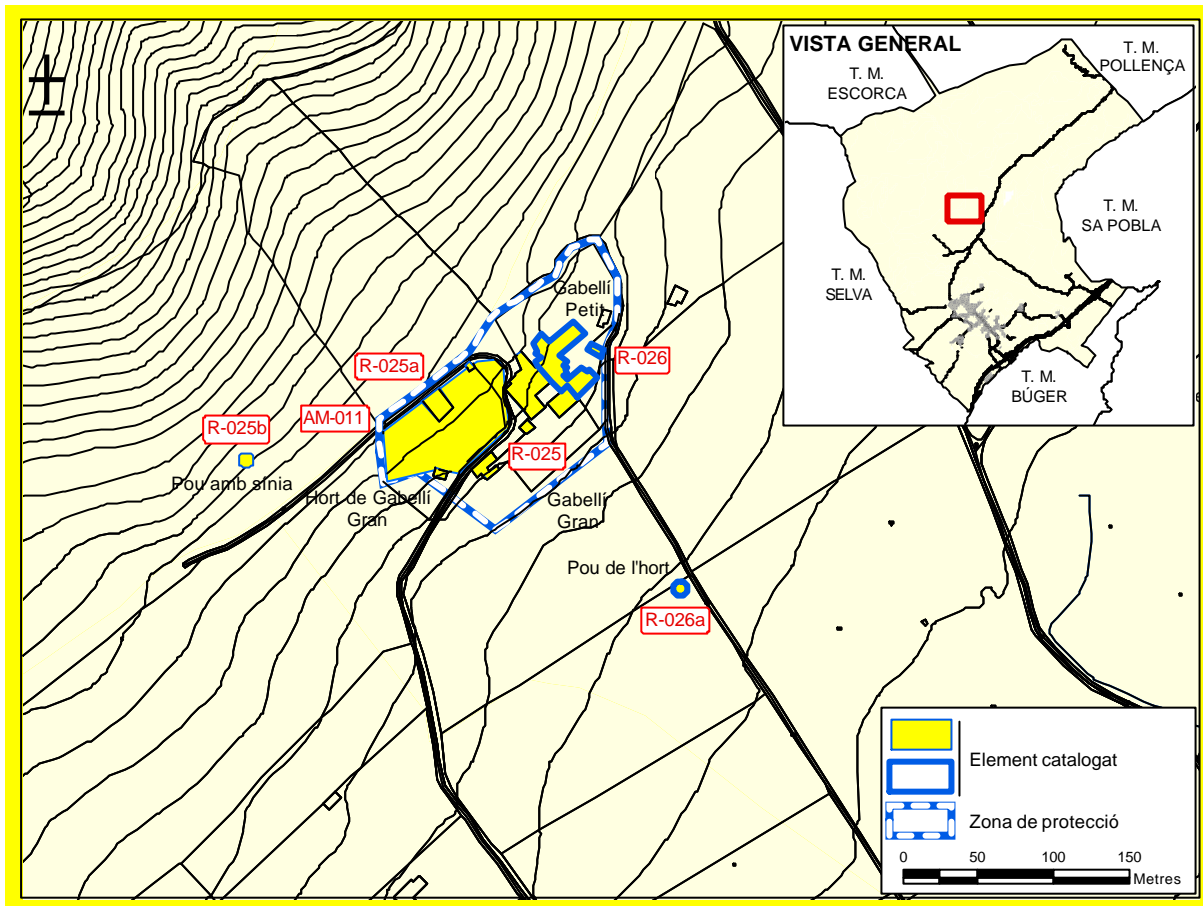 VISTA GENERAL
T. M.
POLLENÇA
T. M.
ESCORCA
T. M.
SA POBLA
T. M.
SELVA
T. M.
BÚGER
Gabellí
Petit
R-026
R-025a
AM-011
R-025b
Pou amb sínia
R-025
Hort de Gabellí
Gran
Gabellí
Gran
Pou de l'hort
R-026a
Element catalogat
Zona de protecció
0 50 100 150
Metres